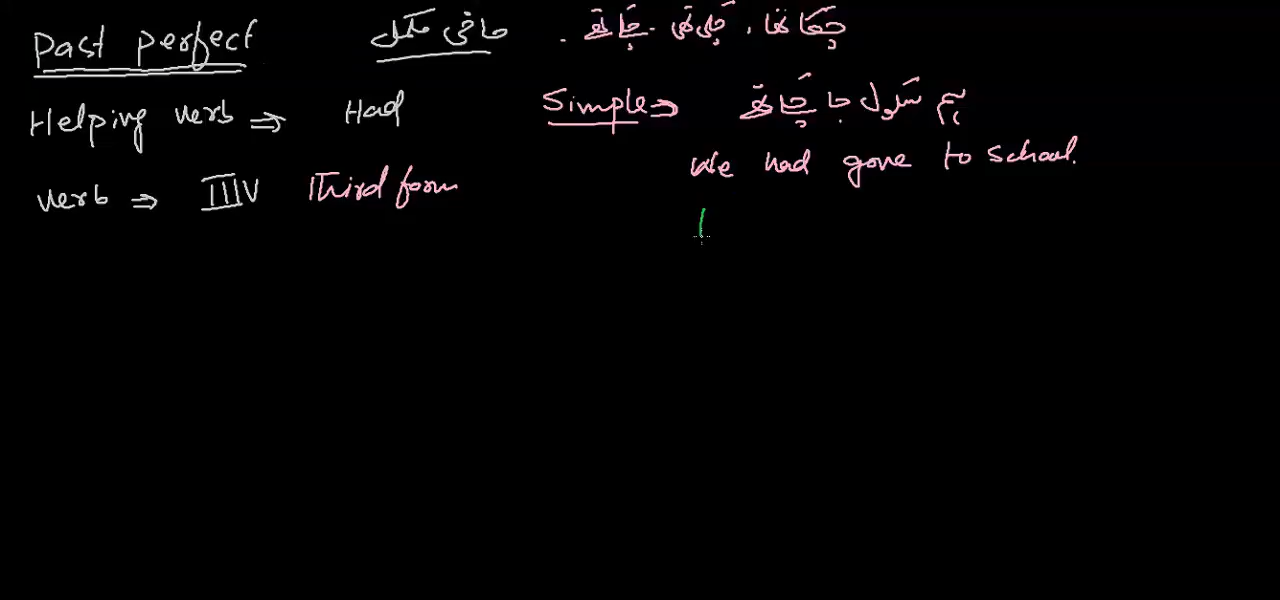 Past perfect ماضی مکمل چکا تھا، چکی تھی۔ چکے تھے۔
Helping verb ⇒ Had
Simple ⇒ ہم سکول جا چکے تھے
We had gone to school.
verb ⇒ IIIV Third form